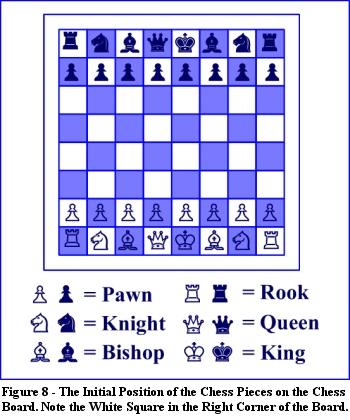 = Pawn = Rook
= Knight = Queen
= Bishop = King
Figure 8 - The Initial Position of the Chess Pieces on the Chess
Board. Note the White Square in the Right Corner of the Board.